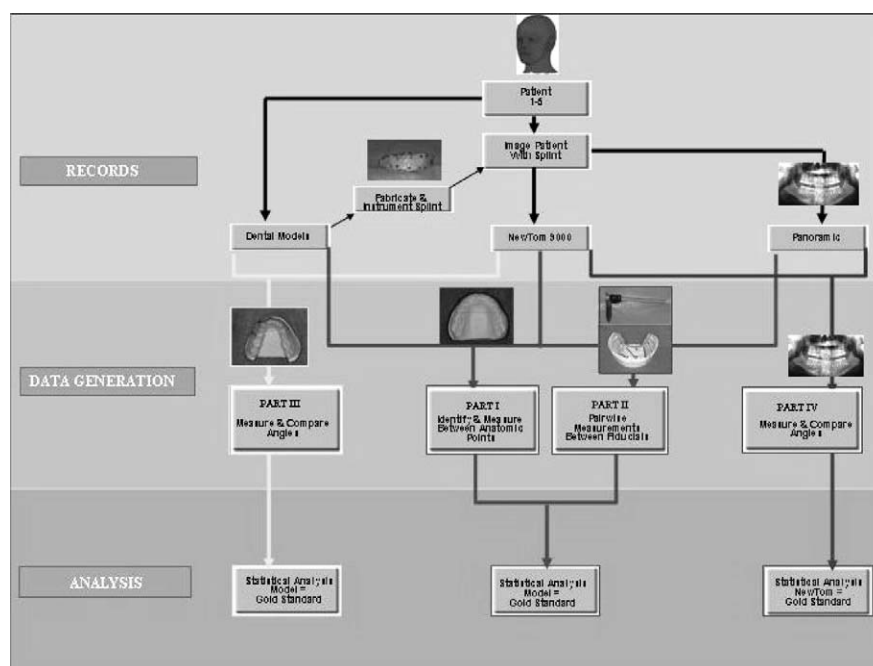 Patient
1-5
Image Patient
With Splint
RECORDS
Fabricate &
Instrument Splint
Dental Models
NewTom 9000
Panoramic
DATA GENERATION
PART III
Measure & Compare
Angles
PART I
Identify & Measure
Between Anatomic
Points
PART II
Pairwise
Measurements
Between Fiducials
PART IV
Measure & Compare
Angles
ANALYSIS
Statistical Analysis
Model =
Gold Standard
Statistical Analysis
Model =
Gold Standard
Statistical Analysis
NewTom =
Gold Standard